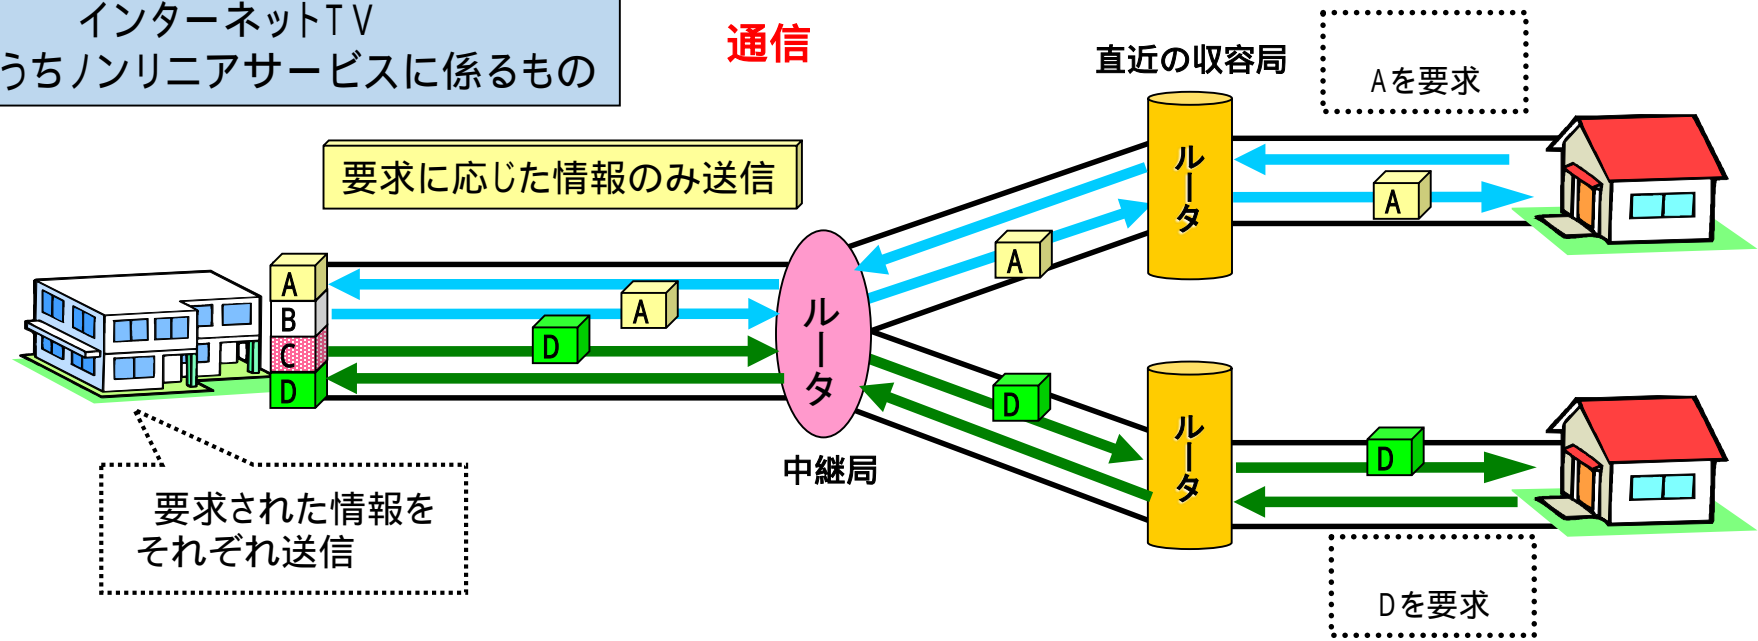 インターネットTV
うちノンリニアサービスに係るもの
通信
直近の収容局
Aを要求
要求に応じた情報のみ送信
ルータ
A
A
A
A
B
C
D
D
ルータ
D
ルータ
D
中継局
要求された情報を
それぞれ送信
Dを要求